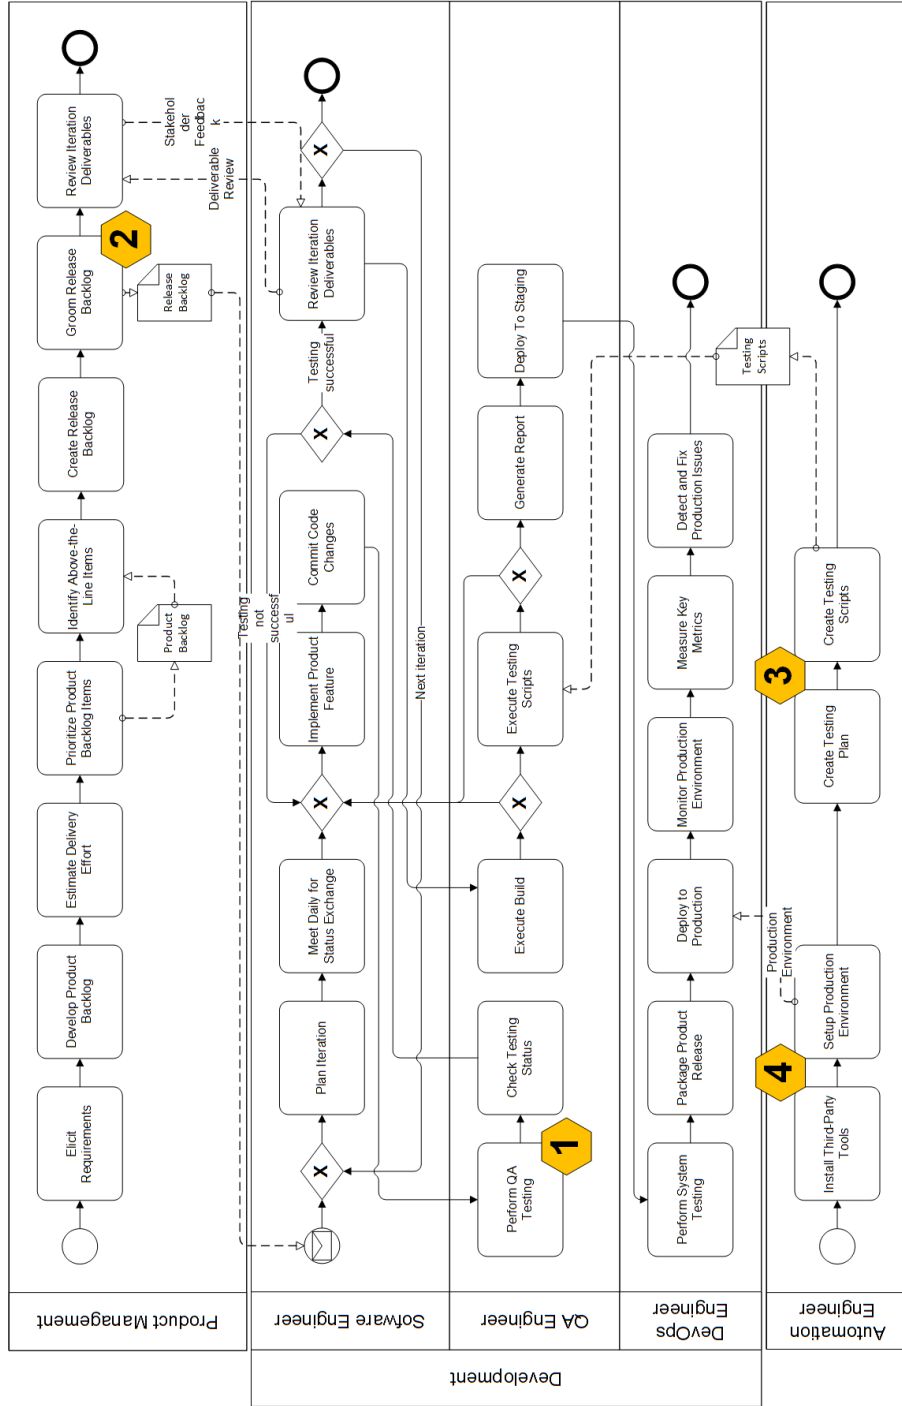 Product Management
Elicit
Requirements
Develop Product
Backlog
Estimate Delivery
Effort
Prioritize Product
Backlog Items
Product
Backlog
Identify Above-the-
Line Items
Create Release
Backlog
Groom Release
Backlog
2
Release
Backlog
Review Iteration
Deliverables
Stakehol
der
Feedbac
k
Deliverable
Review
Development
Sofware Engineer
X
Plan Iteration
Meet Daily for
Status Exchange
X
Implement Product
Feature
Commit Code
Changes
Testing
not
successf
ul
X
Testing
successful
Review Iteration
Deliverables
X
Next iteration
QA Engineer
Perform QA
Testing
1
Check Testing
Status
Execute Build
X
Execute Testing
Scripts
X
Generate Report
Deploy To Staging
DevOps
Engineer
Perform System
Testing
Package Product
Release
Deploy to
Production
Monitor Production
Environment
Measure Key
Metrics
Detect and Fix
Production Issues
Automation
Engineer
Install Third-Party
Tools
4
Setup Production
Environment
Production
Environment
Create Testing
Plan
3
Create Testing
Scripts
Testing
Scripts